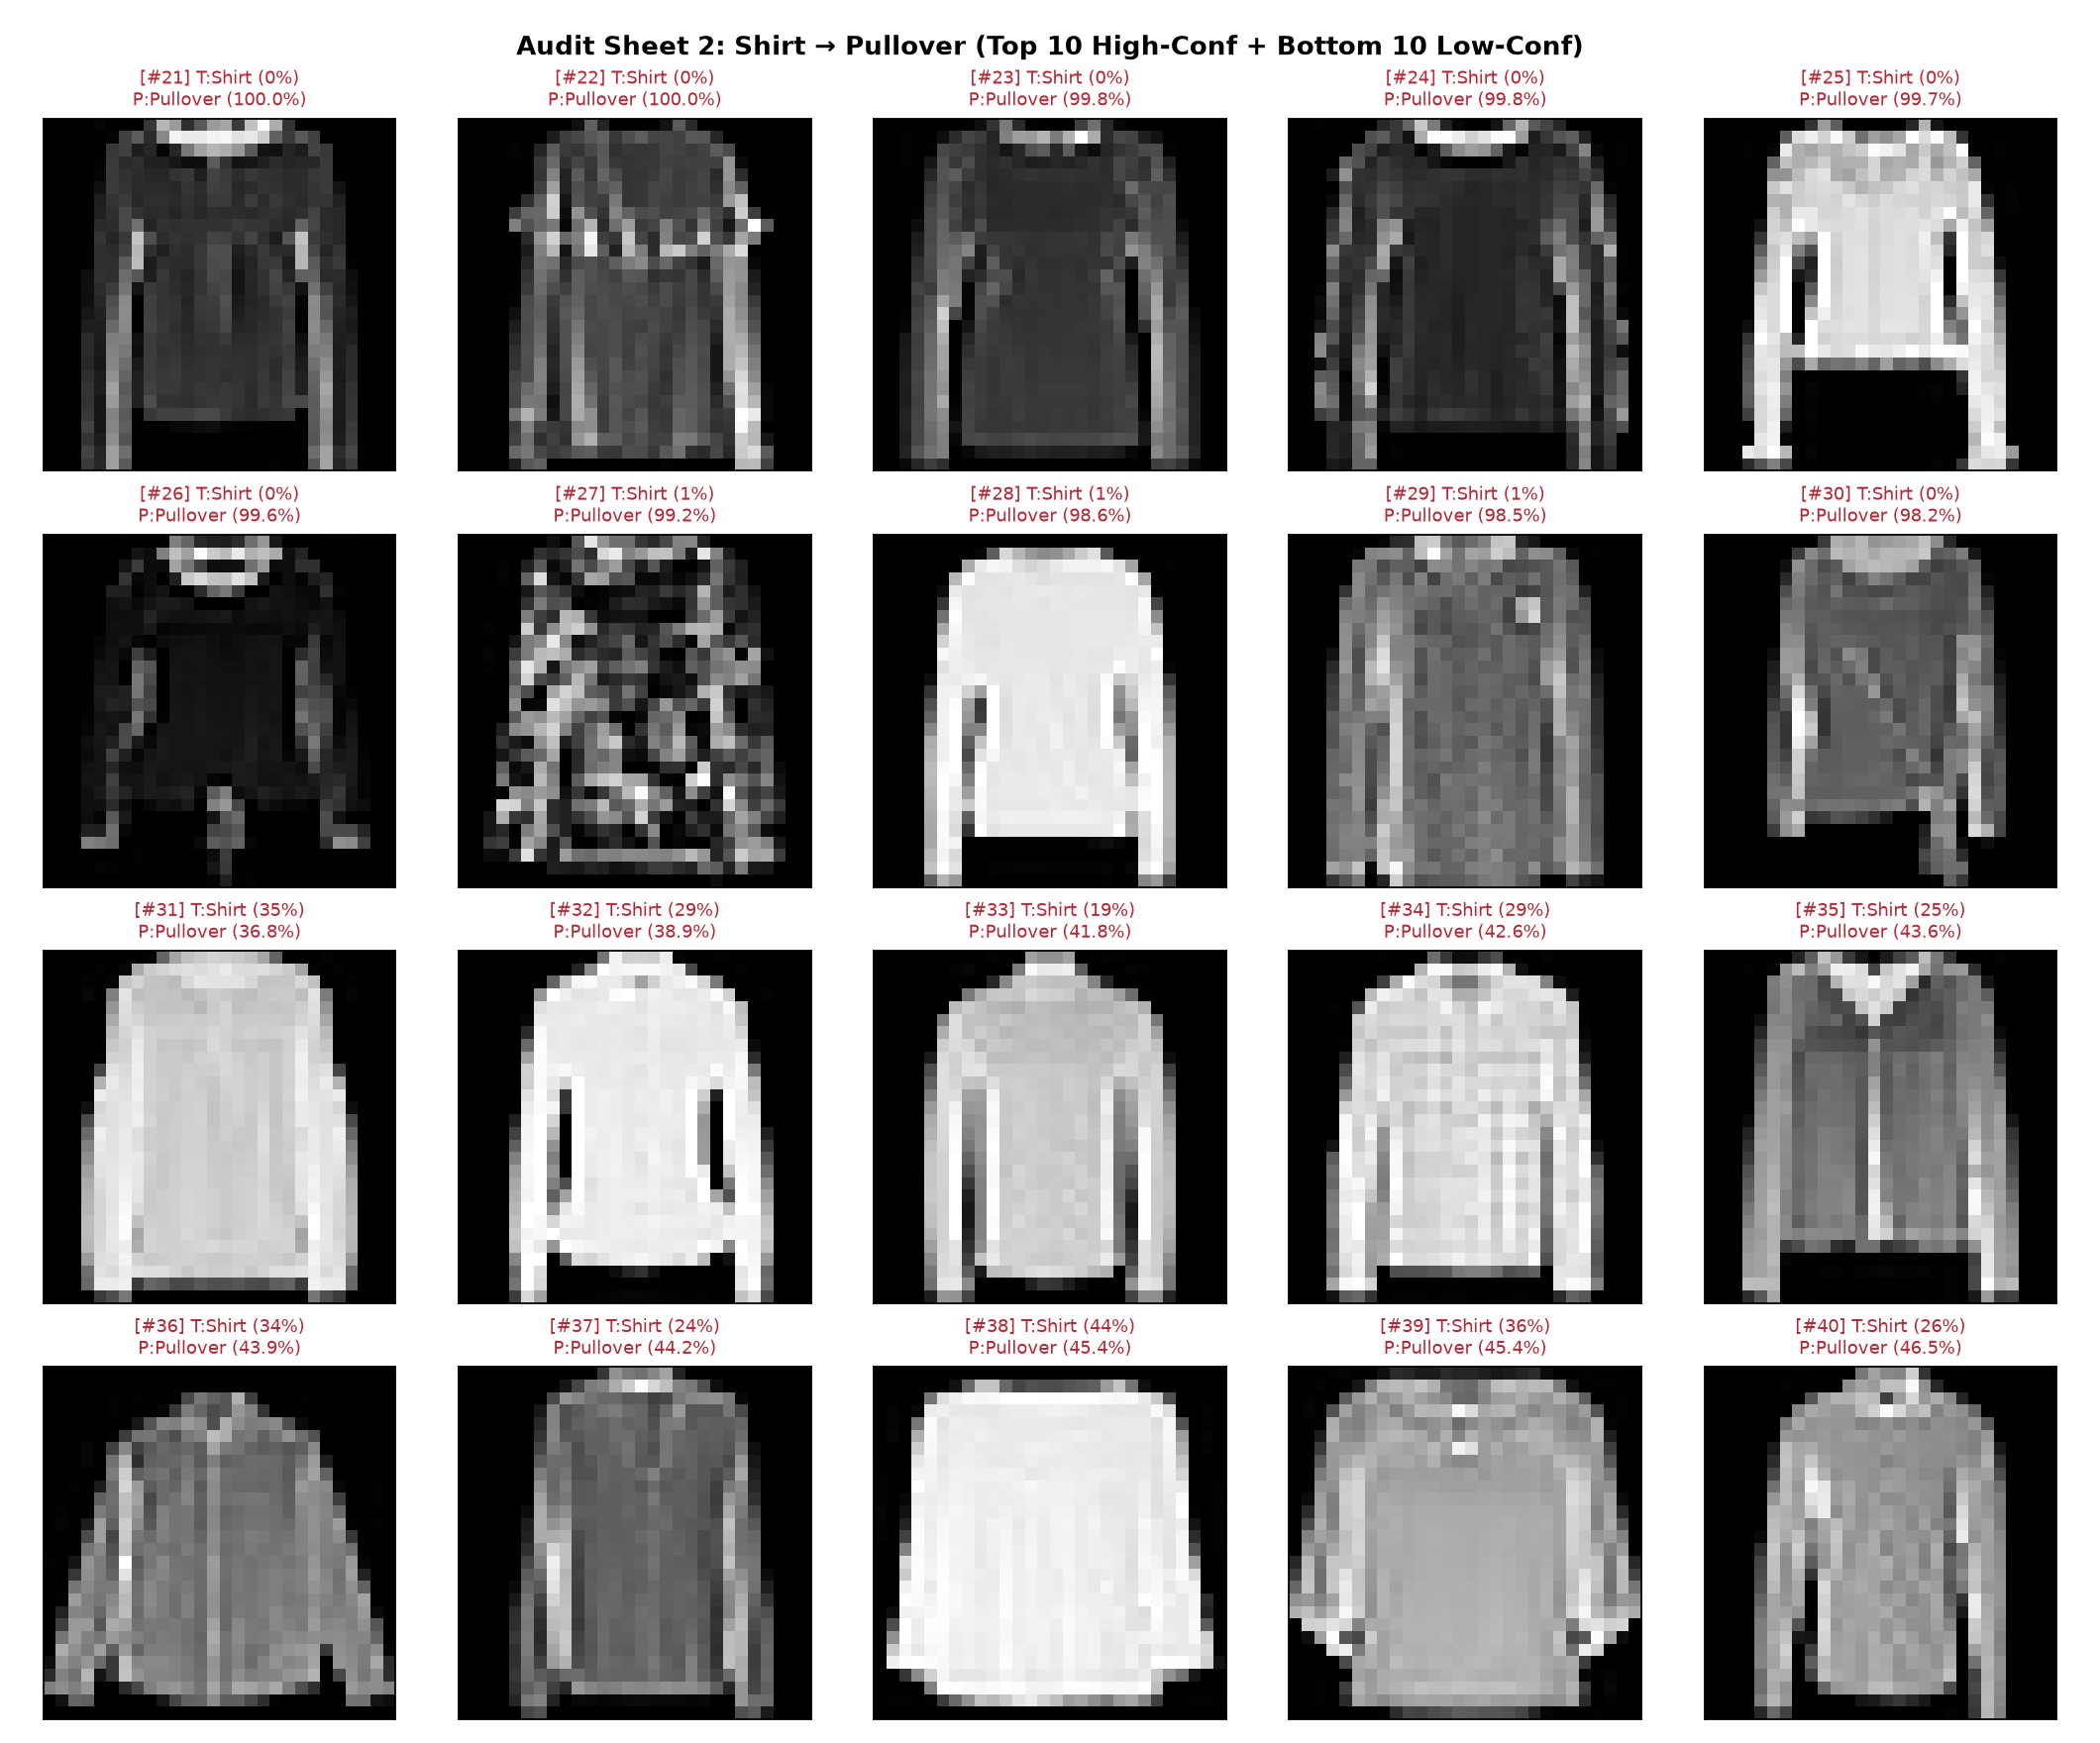 Audit Sheet 2: Shirt → Pullover (Top 10 High-Conf + Bottom 10 Low-Conf)
[#21] T:Shirt (0%)
P:Pullover (100.0%)
[#22] T:Shirt (0%)
P:Pullover (100.0%)
[#23] T:Shirt (0%)
P:Pullover (99.8%)
[#24] T:Shirt (0%)
P:Pullover (99.8%)
[#25] T:Shirt (0%)
P:Pullover (99.7%)
[#26] T:Shirt (0%)
P:Pullover (99.6%)
[#27] T:Shirt (1%)
P:Pullover (99.2%)
[#28] T:Shirt (1%)
P:Pullover (98.6%)
[#29] T:Shirt (1%)
P:Pullover (98.5%)
[#30] T:Shirt (0%)
P:Pullover (98.2%)
[#31] T:Shirt (35%)
P:Pullover (36.8%)
[#32] T:Shirt (29%)
P:Pullover (38.9%)
[#33] T:Shirt (19%)
P:Pullover (41.8%)
[#34] T:Shirt (29%)
P:Pullover (42.6%)
[#35] T:Shirt (25%)
P:Pullover (43.6%)
[#36] T:Shirt (34%)
P:Pullover (43.9%)
[#37] T:Shirt (24%)
P:Pullover (44.2%)
[#38] T:Shirt (44%)
P:Pullover (45.4%)
[#39] T:Shirt (36%)
P:Pullover (45.4%)
[#40] T:Shirt (26%)
P:Pullover (46.5%)